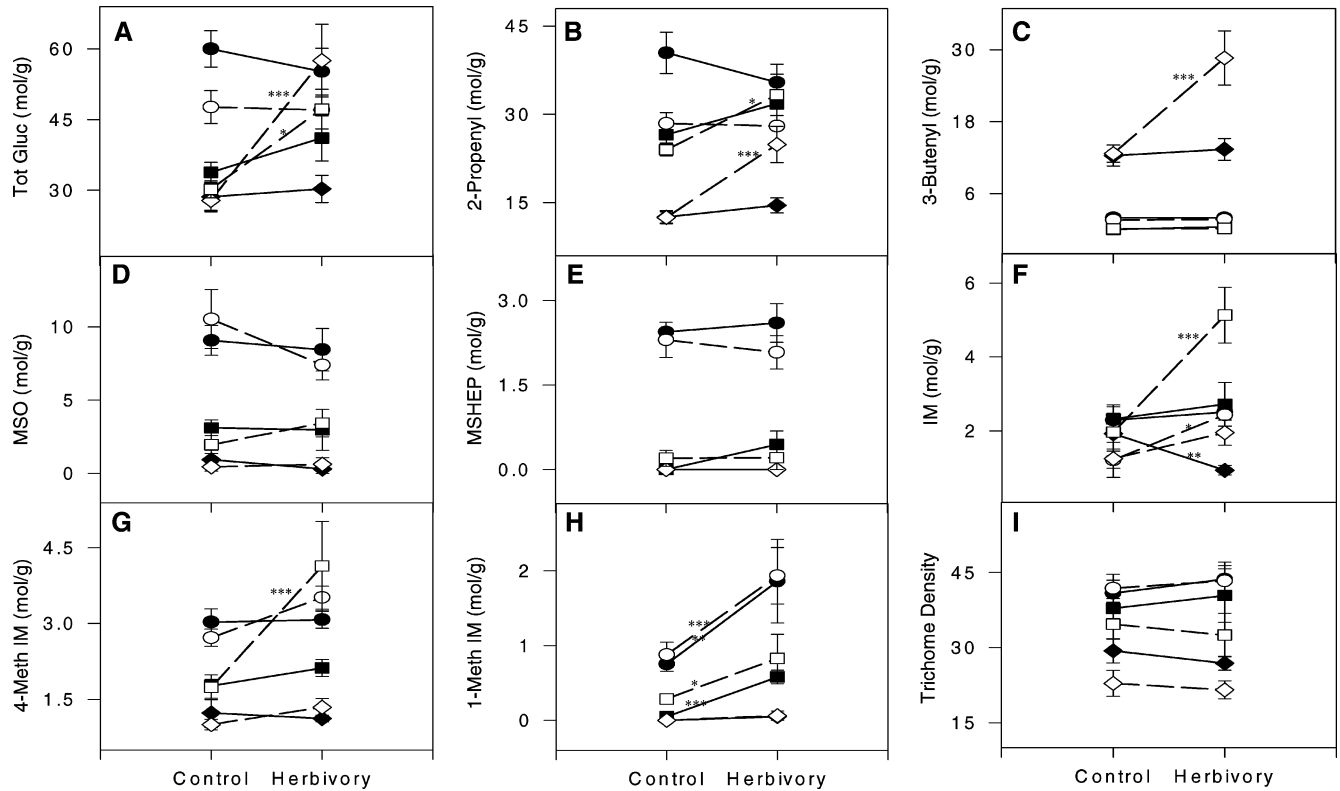 A
Tot Gluc (mol/g)
60
45
30
***
*
B
2-Propenyl (mol/g)
45
30
15
*
***
C
3-Butenyl (mol/g)
30
18
6
***
D
MSO (mol/g)
10
5
0
E
MSHEP (mol/g)
3.0
1.5
0.0
F
IM (mol/g)
6
4
2
***
*
**
G
4-Meth IM (mol/g)
4.5
3.0
1.5
***
Control Herbivory
H
1-Meth IM (mol/g)
2
1
0
***
**
*
***
Control Herbivory
I
Trichome Density
45
30
15
Control Herbivory